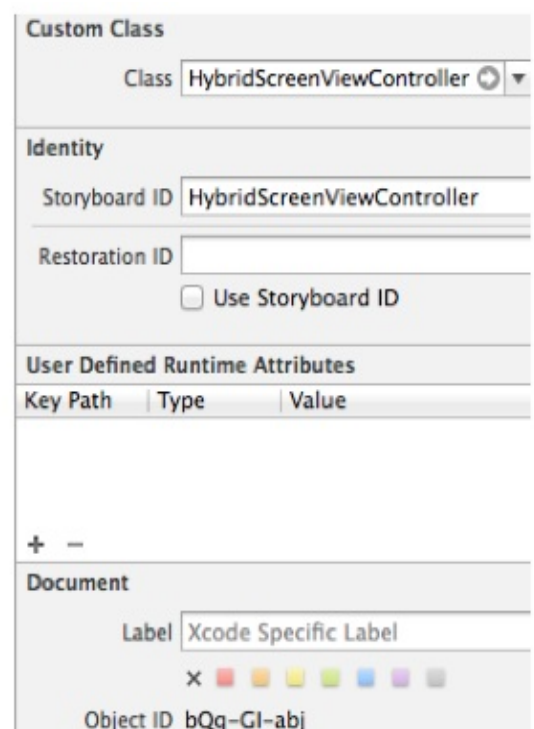 Custom Class
Class HybridScreenViewController
Identity
Storyboard ID HybridScreenViewController
Restoration ID
Use Storyboard ID
User Defined Runtime Attributes
Key Path Type Value
+ −
Document
Label Xcode Specific Label
Object ID bQq-GI-abj